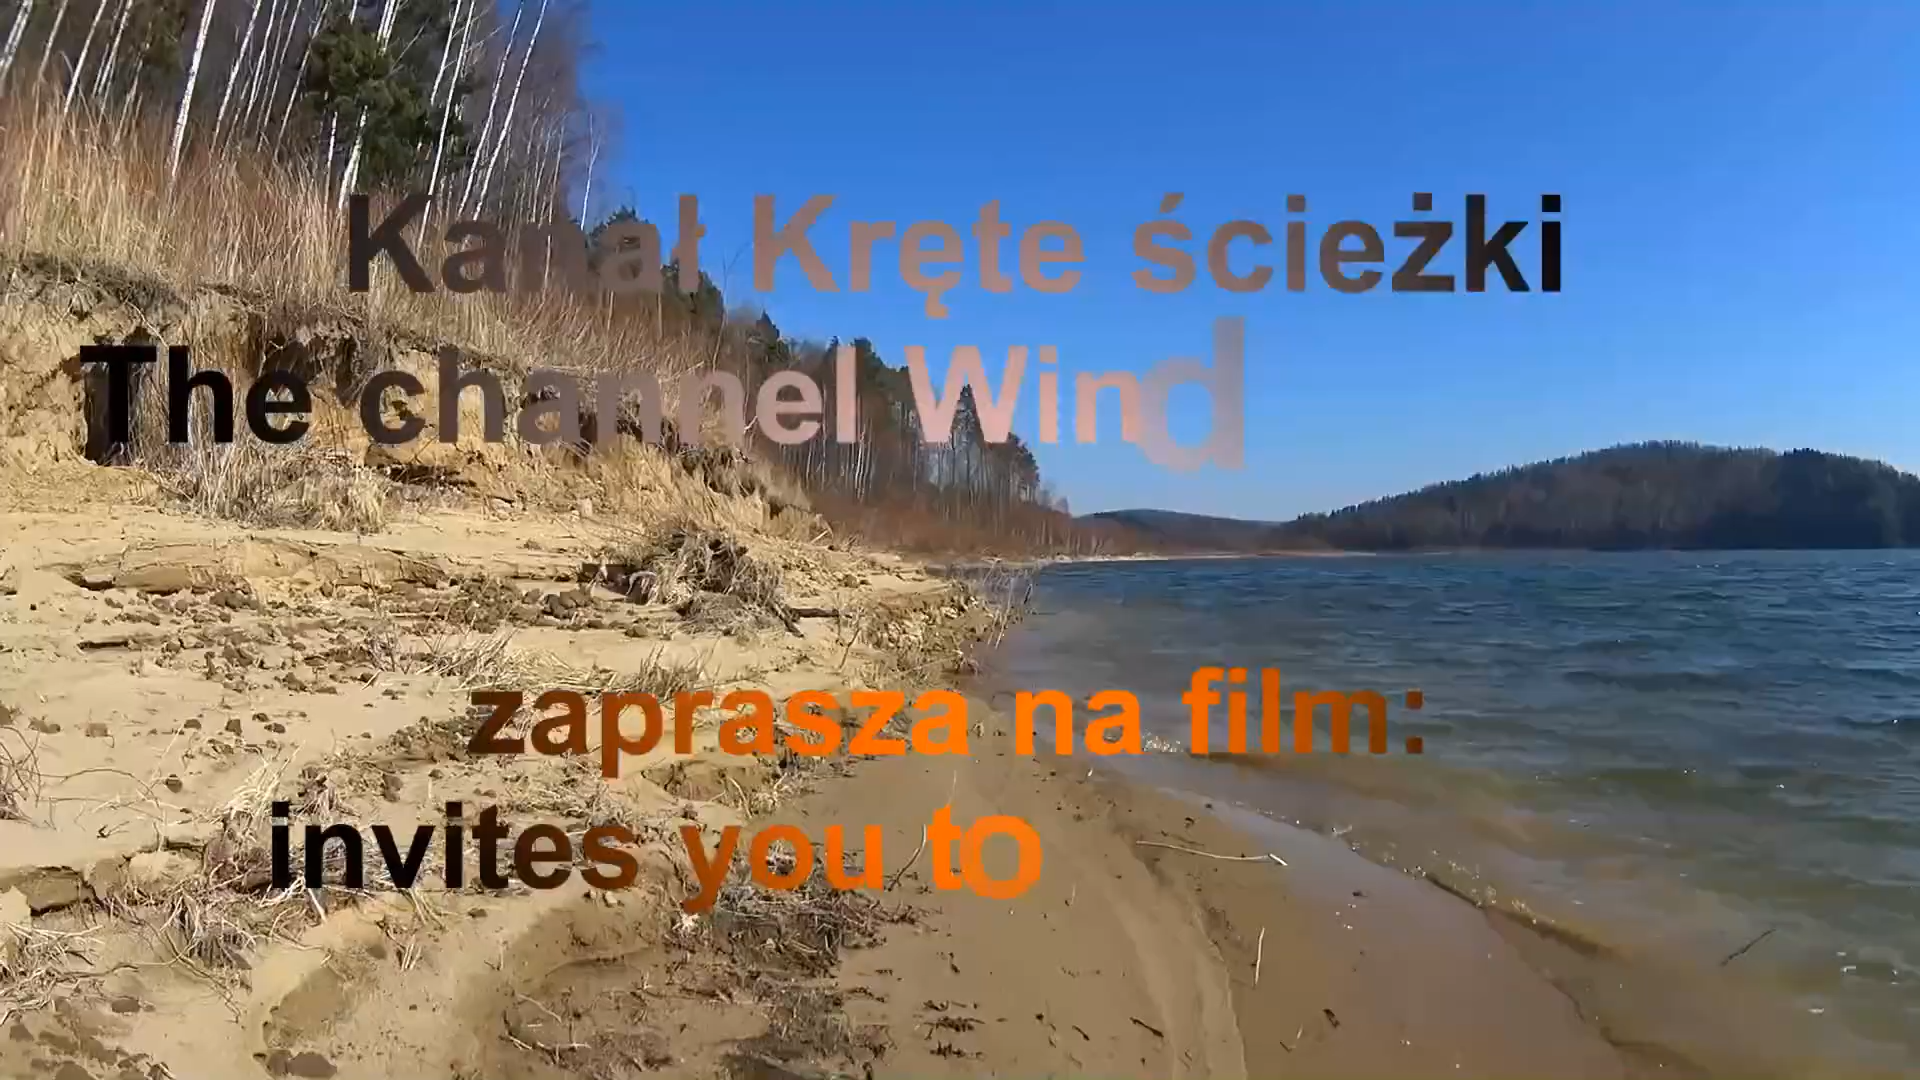 Kanał Kręte ścieżki
The channel Wind
zaprasza na film:
invites you to